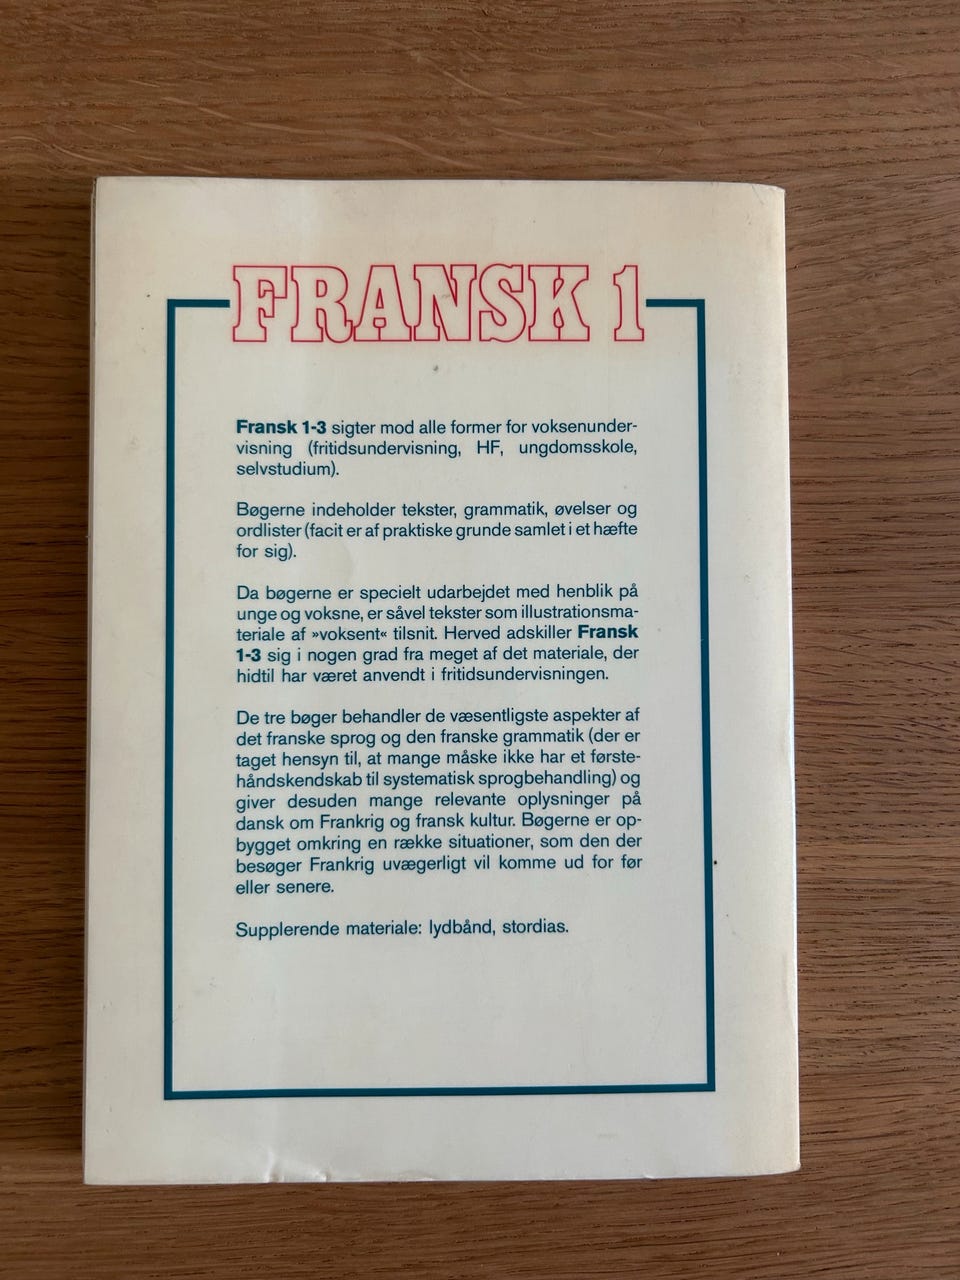 FRANSK 1
Fransk 1-3 sigter mod alle former for voksenunder-
visning (fritidsundervisning, HF, ungdomsskole,
selvstudium).
Bøgerne indeholder tekster, grammatik, øvelser og
ordlister (facit er af praktiske grunde samlet i et hæfte
for sig).
Da bøgerne er specielt udarbejdet med henblik på
unge og voksne, er såvel tekster som illustrationsma-
teriale af »voksent« tilsnit. Herved adskiller Fransk
1-3 sig i nogen grad fra meget af det materiale, der
hidtil har været anvendt i fritidsundervisningen.
De tre bøger behandler de væsentligste aspekter af
det franske sprog og den franske grammatik (der er
taget hensyn til, at mange måske ikke har et første-
håndskendskab til systematisk sprogbehandling) og
giver desuden mange relevante oplysninger på
dansk om Frankrig og fransk kultur. Bøgerne er op-
bygget omkring en række situationer, som den der
besøger Frankrig uvægerligt vil komme ud for før
eller senere.
Supplerende materiale: lydbånd, stordias.